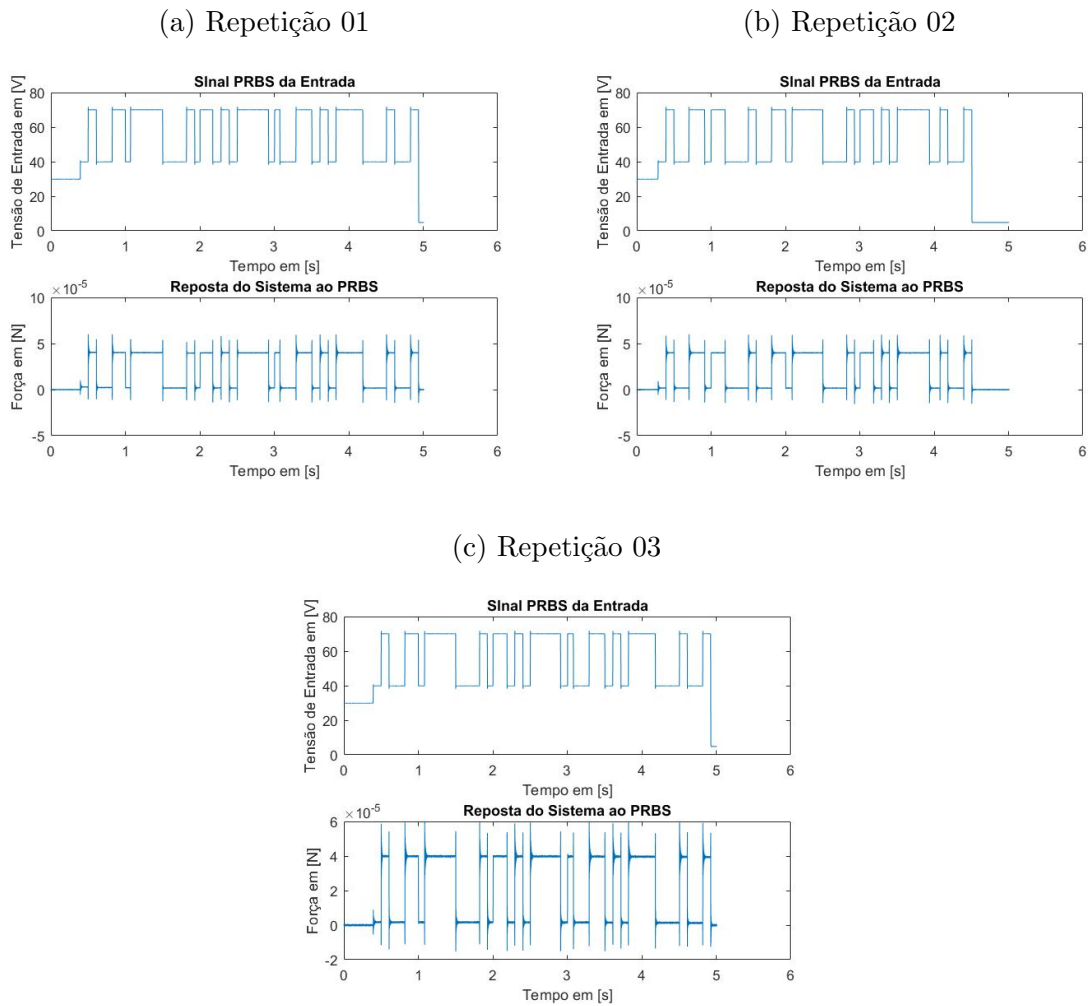 (a) Repetição 01
SInal PRBS da Entrada
Tensão de Entrada em [V]
80
60
40
20
0
0 1 2 3 4 5 6
Tempo em [s]
×10-5
Reposta do Sistema ao PRBS
Força em [N]
10
5
0
-5
0 1 2 3 4 5 6
Tempo em [s]
(b) Repetição 02
SInal PRBS da Entrada
Tensão de Entrada em [V]
80
60
40
20
0
0 1 2 3 4 5 6
Tempo em [s]
×10-5
Reposta do Sistema ao PRBS
Força em [N]
10
5
0
-5
0 1 2 3 4 5 6
Tempo em [s]
(c) Repetição 03
SInal PRBS da Entrada
Tensão de Entrada em [V]
80
60
40
20
0
0 1 2 3 4 5 6
Tempo em [s]
×10-5
Reposta do Sistema ao PRBS
Força em [N]
6
4
2
0
-2
0 1 2 3 4 5 6
Tempo em [s]